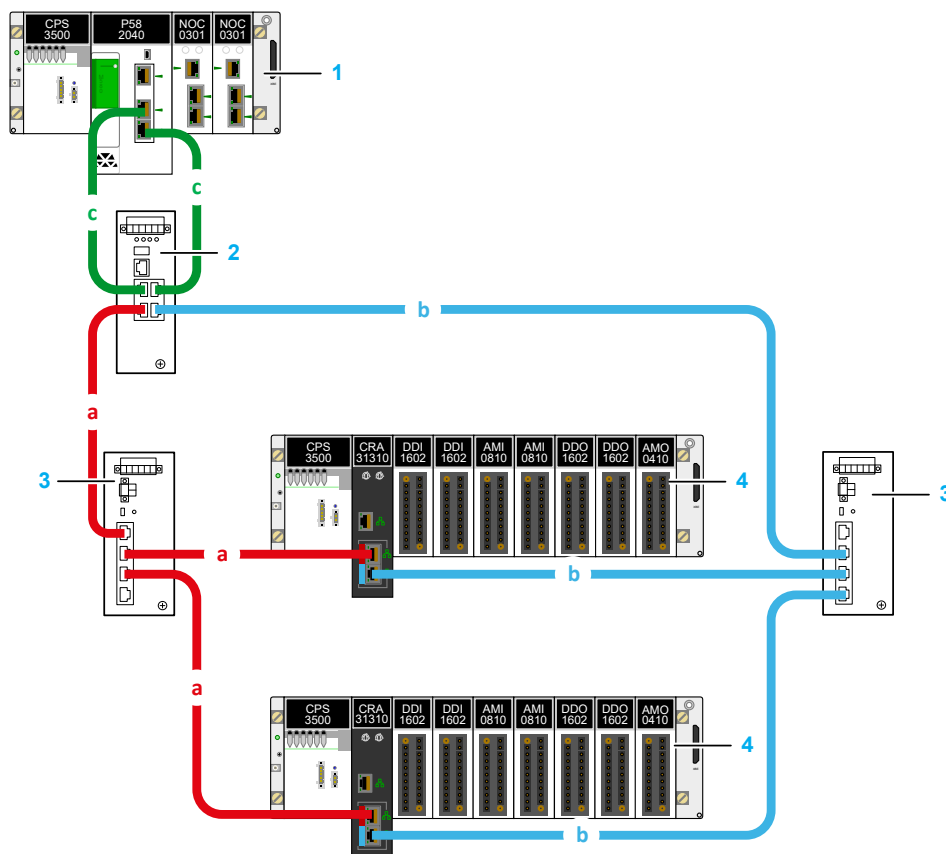 CPS P58 NOC NOC
3500 2040 0301 0301
1
c
c
2
b
a
CPS CRA DDI DDI AMI AMI DDO DDO AMO
3500 31310 1602 1602 0810 0810 1602 1602 0410
3
4
3
a
b
a
CPS CRA DDI DDI AMI AMI DDO DDO AMO
3500 31310 1602 1602 0810 0810 1602 1602 0410
4
b